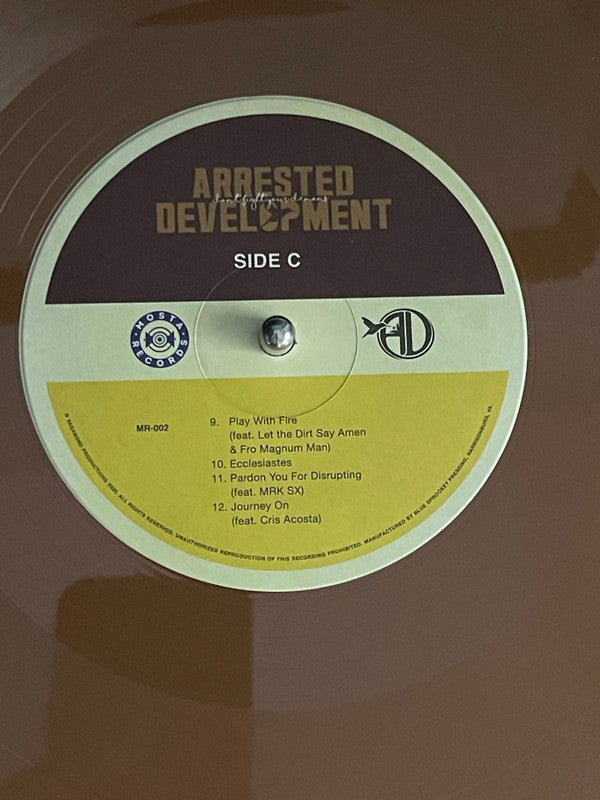 ARRESTED
don't fight your demons
DEVELOPMENT
SIDE C
MOSTA
RECORDS
AD
MR-002
9. Play With Fire
(feat. Let the Dirt Say Amen
& Fro Magnum Man)
10. Ecclesiastes
11. Pardon You For Disrupting
(feat. MRK SX)
12. Journey On
(feat. Cris Acosta)
© VAGABOND PRODUCTIONS 2020. ALL RIGHTS RESERVED. UNAUTHORIZED REPRODUCTION OF THIS RECORDING PROHIBITED. MANUFACTURED BY BLUE SPROCKET PRESSING, HARRISONBURG, VA.